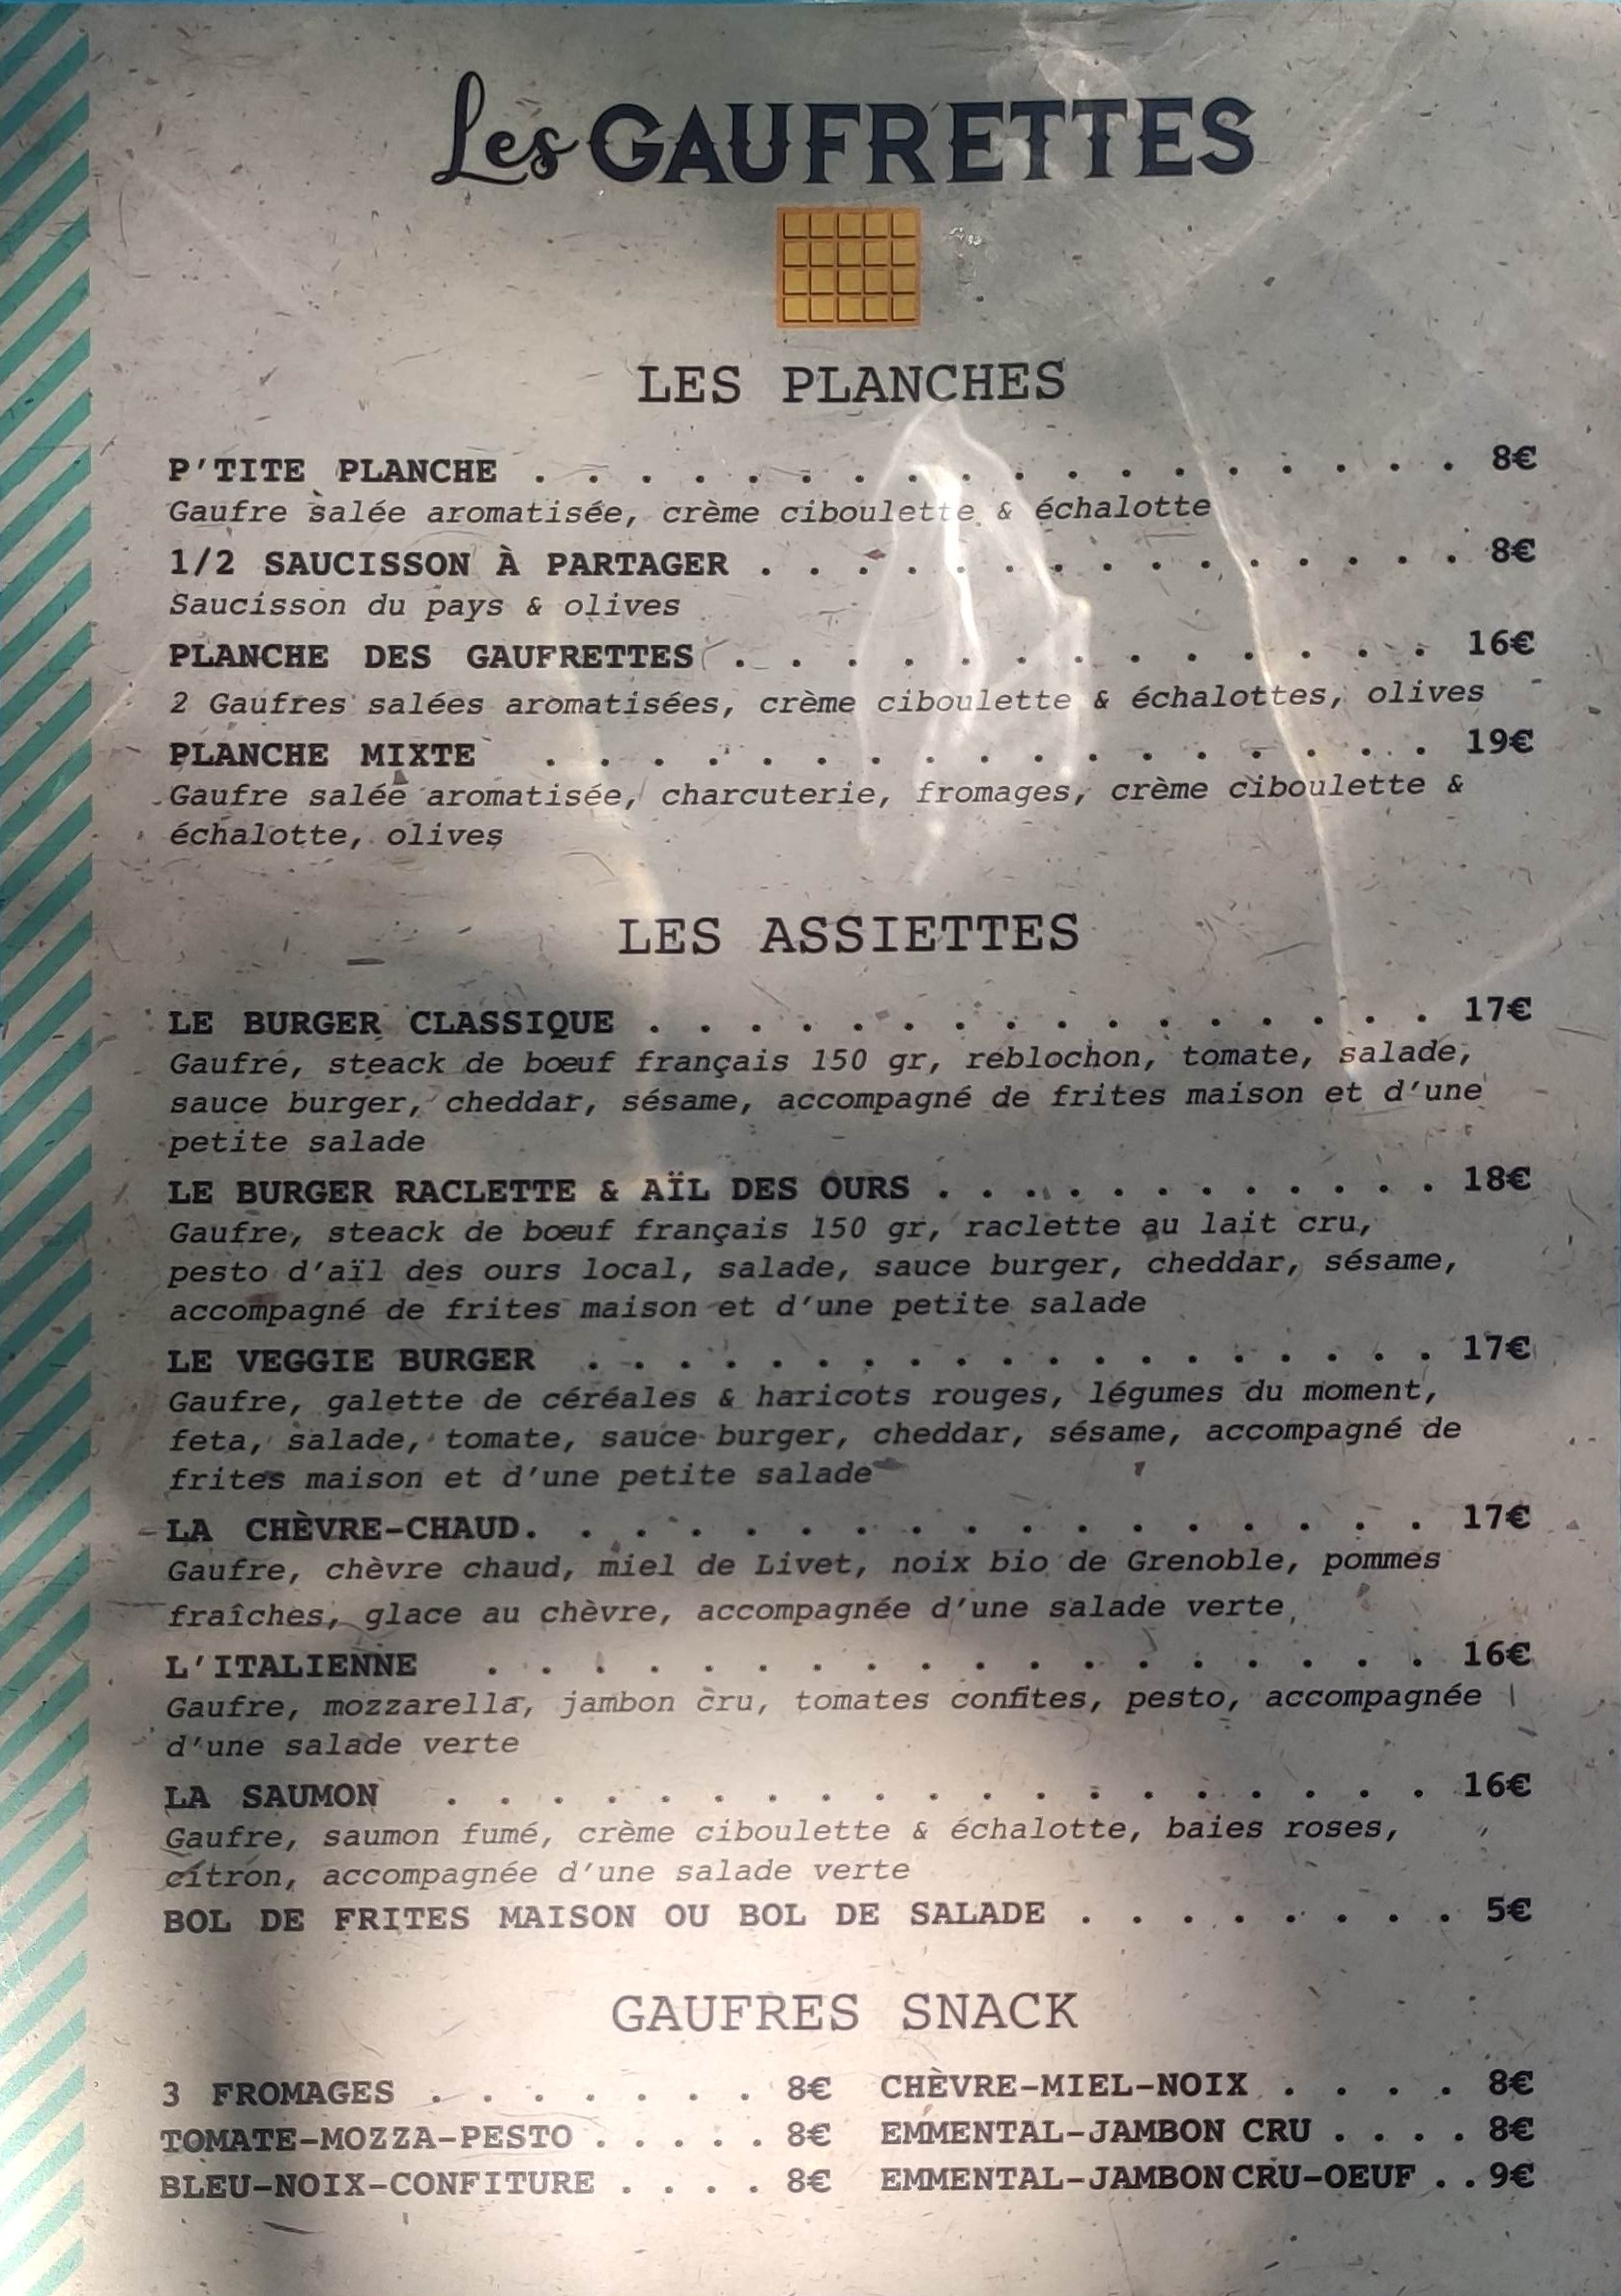 Les GAUFRETTES
LES PLANCHES
P'TITE PLANCHE . . . . . . . . . . . . . . . . . . 8€
Gaufre salée aromatisée, crème ciboulette & échalotte
1/2 SAUCISSON À PARTAGER . . . . . . . . . . . . . . . 8€
Saucisson du pays & olives
PLANCHE DES GAUFRETTES . . . . . . . . . . . . . 16€
2 Gaufres salées aromatisées, crème ciboulette & échalottes, olives
PLANCHE MIXTE . . . . . . . . . . . . . . . . . 19€
Gaufre salée aromatisée, charcuterie, fromages, crème ciboulette &
échalotte, olives
LES ASSIETTES
LE BURGER CLASSIQUE . . . . . . . . . . . . . . . . 17€
Gaufre, steack de bœuf français 150 gr, reblochon, tomate, salade,
sauce burger, cheddar, sésame, accompagné de frites maison et d'une
petite salade
LE BURGER RACLETTE & AÏL DES OURS . . . . . . . . . . . . 18€
Gaufre, steack de bœuf français 150 gr, raclette au lait cru,
pesto d'aïl des ours local, salade, sauce burger, cheddar, sésame,
accompagné de frites maison et d'une petite salade
LE VEGGIE BURGER . . . . . . . . . . . . . . . . . . . 17€
Gaufre, galette de céréales & haricots rouges, légumes du moment,
feta, salade, tomate, sauce burger, cheddar, sésame, accompagné de
frites maison et d'une petite salade
LA CHÈVRE-CHAUD. . . . . . . . . . . . . . . . . . 17€
Gaufre, chèvre chaud, miel de Livet, noix bio de Grenoble, pommes
fraîches, glace au chèvre, accompagnée d'une salade verte
L'ITALIENNE . . . . . . . . . . . . . . . . . . 16€
Gaufre, mozzarella, jambon cru, tomates confites, pesto, accompagnée
d'une salade verte
LA SAUMON . . . . . . . . . . . . . . . . . . . 16€
Gaufre, saumon fumé, crème ciboulette & échalotte, baies roses,
citron, accompagnée d'une salade verte
BOL DE FRITES MAISON OU BOL DE SALADE . . . . . . . . 5€
GAUFRES SNACK
3 FROMAGES . . . . . . . 8€
TOMATE-MOZZA-PESTO . . . . . 8€
BLEU-NOIX-CONFITURE . . . . 8€
CHÈVRE-MIEL-NOIX . . . . 8€
EMMENTAL-JAMBON CRU . . . . 8€
EMMENTAL-JAMBON CRU-OEUF . . 9€